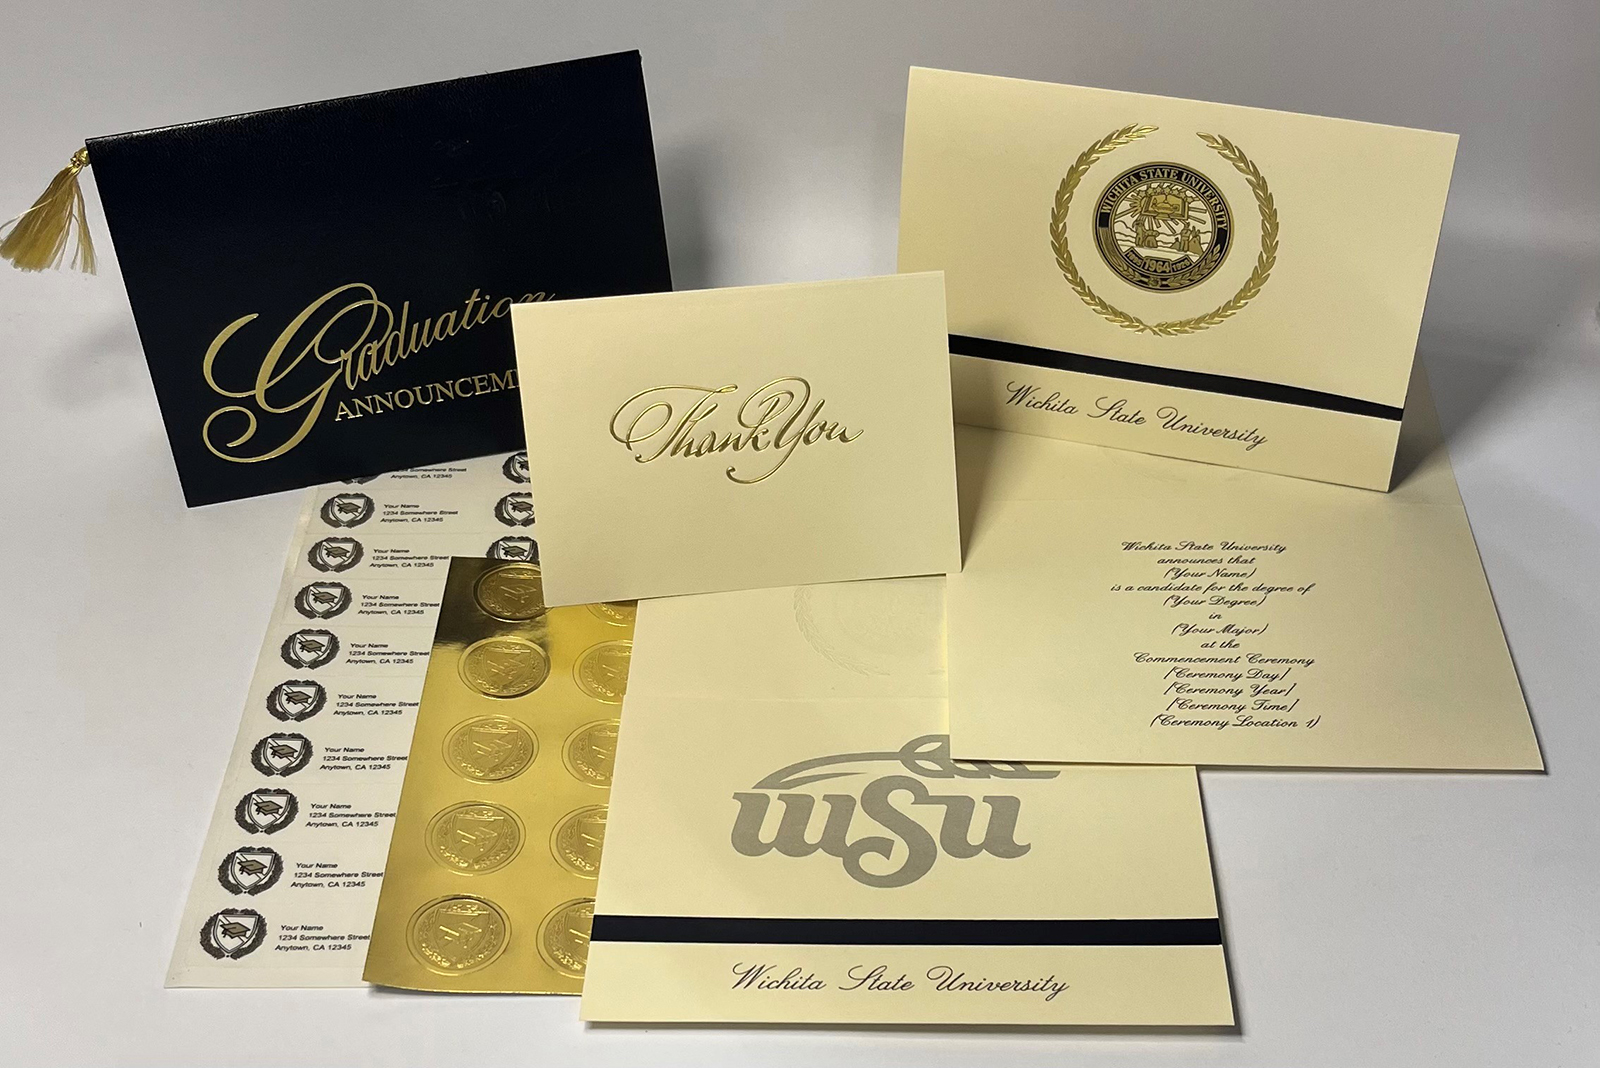 Graduation
ANNOUNCEM
Thank You
WICHITA STATE UNIVERSITY
1964
Wichita State University
Wichita State University
announces that
(Your Name)
is a candidate for the degree of
(Your Degree)
in
(Your Major)
at the
Commencement Ceremony
[Ceremony Day]
[Ceremony Year]
[Ceremony Time]
(Ceremony Location 1)
wsu
Wichita State University
1234 Somewhere Street
Anytown, CA 12345
Your Name
1234 Somewhere Street
Anytown, CA 12345
Your Name
1234 Somewhere Street
Anytown, CA 12345
Your Name
1234 Somewhere Street
Anytown, CA 12345
Your Name
1234 Somewhere Street
Anytown, CA 12345
Your Name
1234 Somewhere Street
Anytown, CA 12345
Your Name
1234 Somewhere Street
Anytown, CA 12345
Your Name
1234 Somewhere Street
Anytown, CA 12345
Your Name
1234 Somewhere Street
Anytown, CA 12345
Your Name
1234 Somewhere Street
Anytown, CA 12345